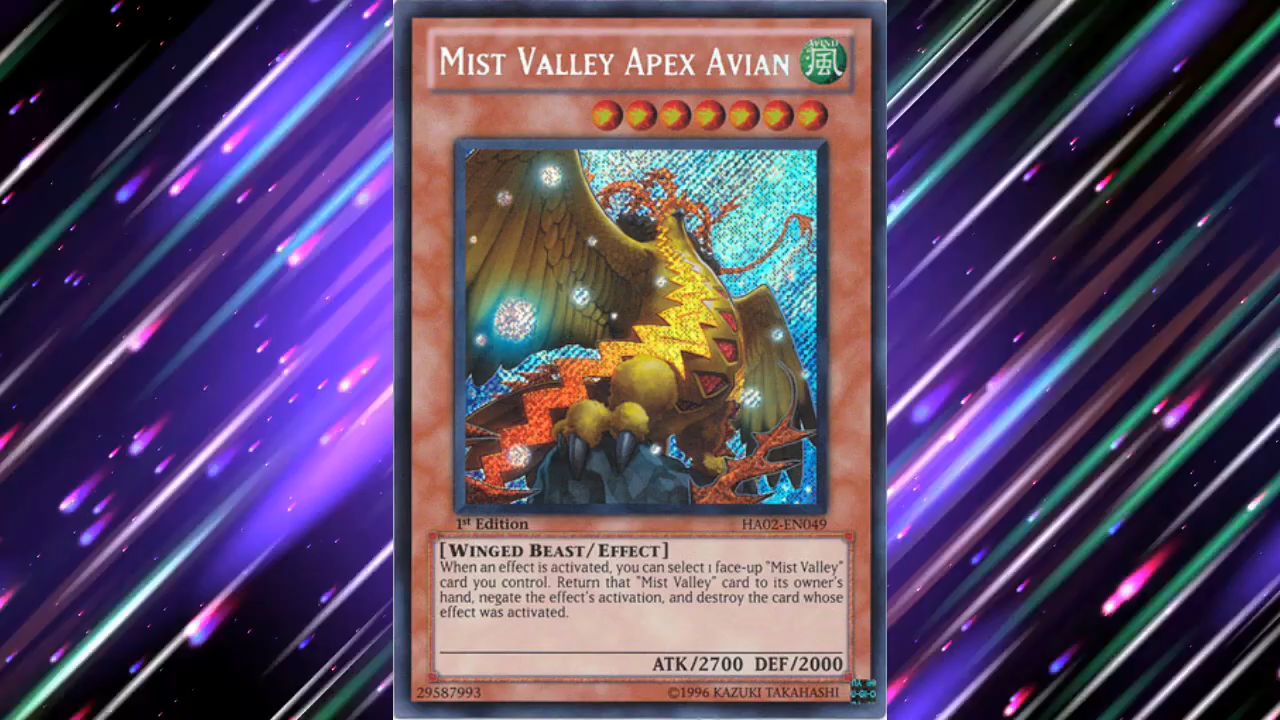 MIST VALLEY APEX AVIAN
WIND
風
1st Edition
HA02-EN049
[WINGED BEAST/EFFECT]
When an effect is activated, you can select 1 face-up "Mist Valley"
card you control. Return that "Mist Valley" card to its owner's
hand, negate the effect's activation, and destroy the card whose
effect was activated.
ATK/2700 DEF/2000
29587993
©1996 KAZUKI TAKAHASHI